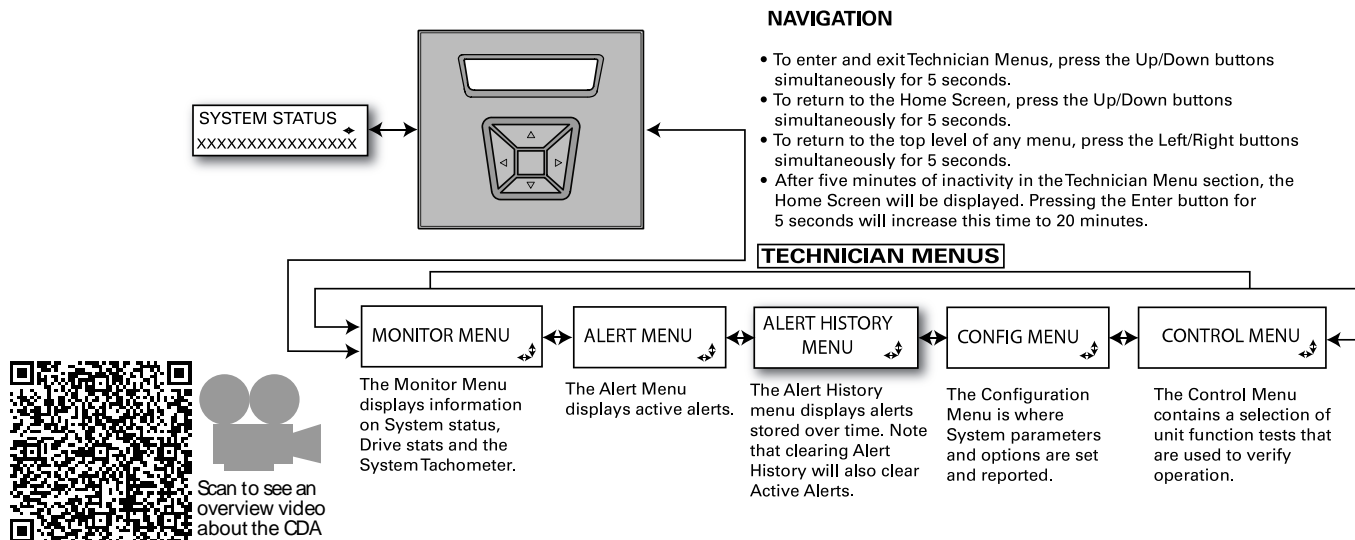 NAVIGATION
• To enter and exit Technician Menus, press the Up/Down buttons
simultaneously for 5 seconds.
• To return to the Home Screen, press the Up/Down buttons
simultaneously for 5 seconds.
• To return to the top level of any menu, press the Left/Right buttons
simultaneously for 5 seconds.
• After five minutes of inactivity in the Technician Menu section, the
Home Screen will be displayed. Pressing the Enter button for
5 seconds will increase this time to 20 minutes.
SYSTEM STATUS
XXXXXXXXXXXXXXXX
TECHNICIAN MENUS
MONITOR MENU
The Monitor Menu
displays information
on System status,
Drive stats and the
System Tachometer.
ALERT MENU
The Alert Menu
displays active alerts.
ALERT HISTORY
MENU
The Alert History
menu displays alerts
stored over time. Note
that clearing Alert
History will also clear
Active Alerts.
CONFIG MENU
The Configuration
Menu is where
System parameters
and options are set
and reported.
CONTROL MENU
The Control Menu
contains a selection of
unit function tests that
are used to verify
operation.
Scan to see an
overview video
about the CDA